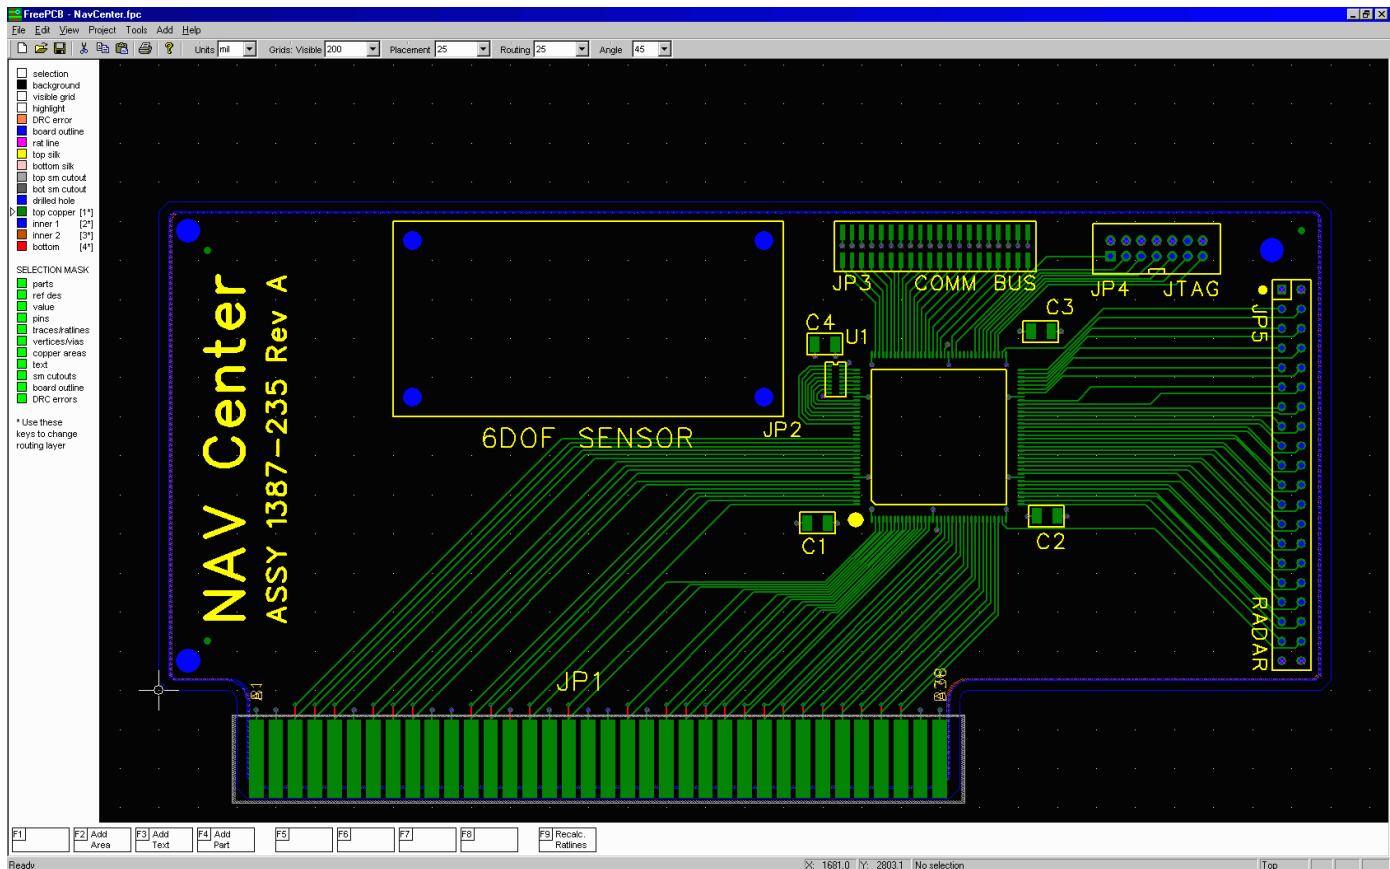 FreePCB - NavCenter.fpc
File Edit View Project Tools Add Help
Units mil Grids: Visible 200 Placement 25 Routing 25 Angle 45
selection
background
visible grid
highlight
DRC error
board outline
rat line
top silk
bottom silk
top sm cutout
bot sm cutout
drilled hole
top copper [1*]
inner 1 [2*]
inner 2 [3*]
bottom [4*]
SELECTION MASK
parts
ref des
value
pins
traces/ratlines
vertices/vias
copper areas
text
sm cutouts
board outline
DRC errors
* Use these
keys to change
routing layer
NAV Center
ASSY 1387-235 Rev A
6DOF SENSOR
JP2
JP3 COMM BUS
JP4 JTAG
C4
U1
C3
JP5
RADAR
C1
C2
JP1
F1
F2 Add Area
F3 Add Text
F4 Add Part
F5
F6
F7
F8
F9 Recalc. Ratlines
Ready
X: 1681.0 Y: 2803.1 No selection
Top